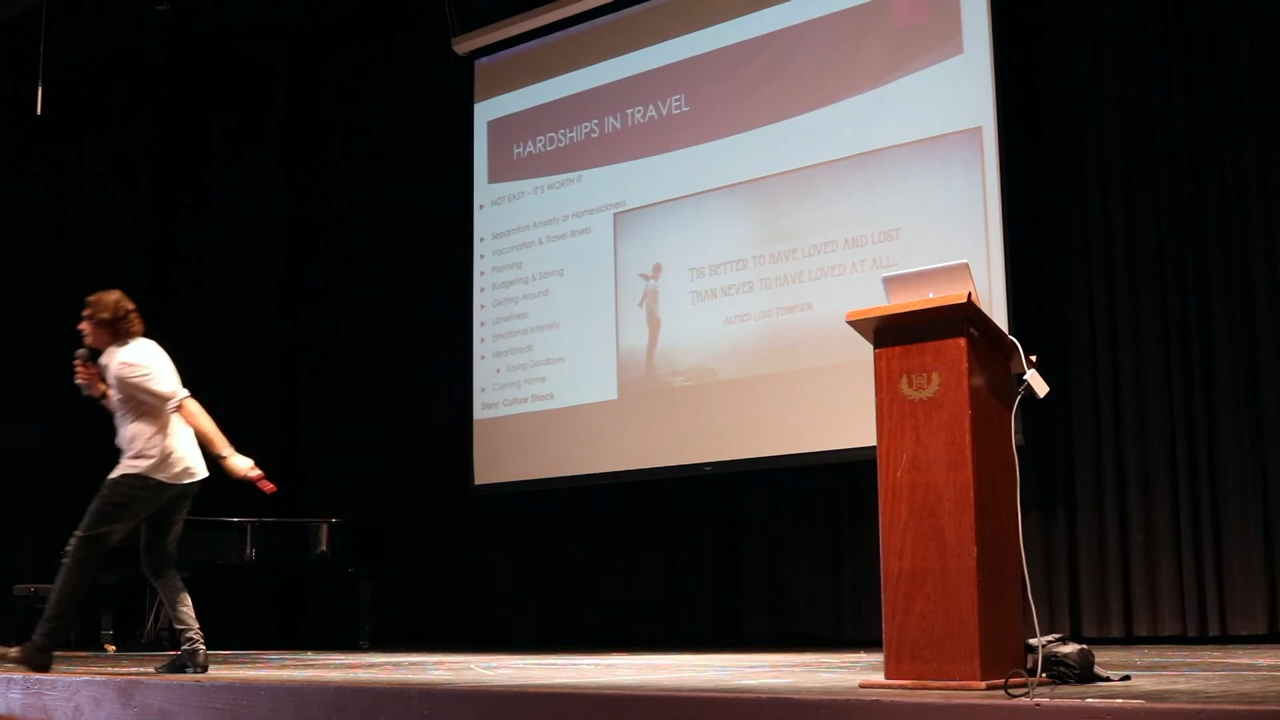 HARDSHIPS IN TRAVEL
NOT EASY – IT'S WORTH IT
Separation Anxiety or Homesickness
Vaccination & Travel Illness
Planning
Budgeting & Saving
Getting Around
Loneliness
Emotional Intensity
Heartbreak
Saying Goodbyes
Coming Home
Story: Culture Shock
TIS BETTER TO HAVE LOVED AND LOST
THAN NEVER TO HAVE LOVED AT ALL.
-ALFRED LORD TENNYSON